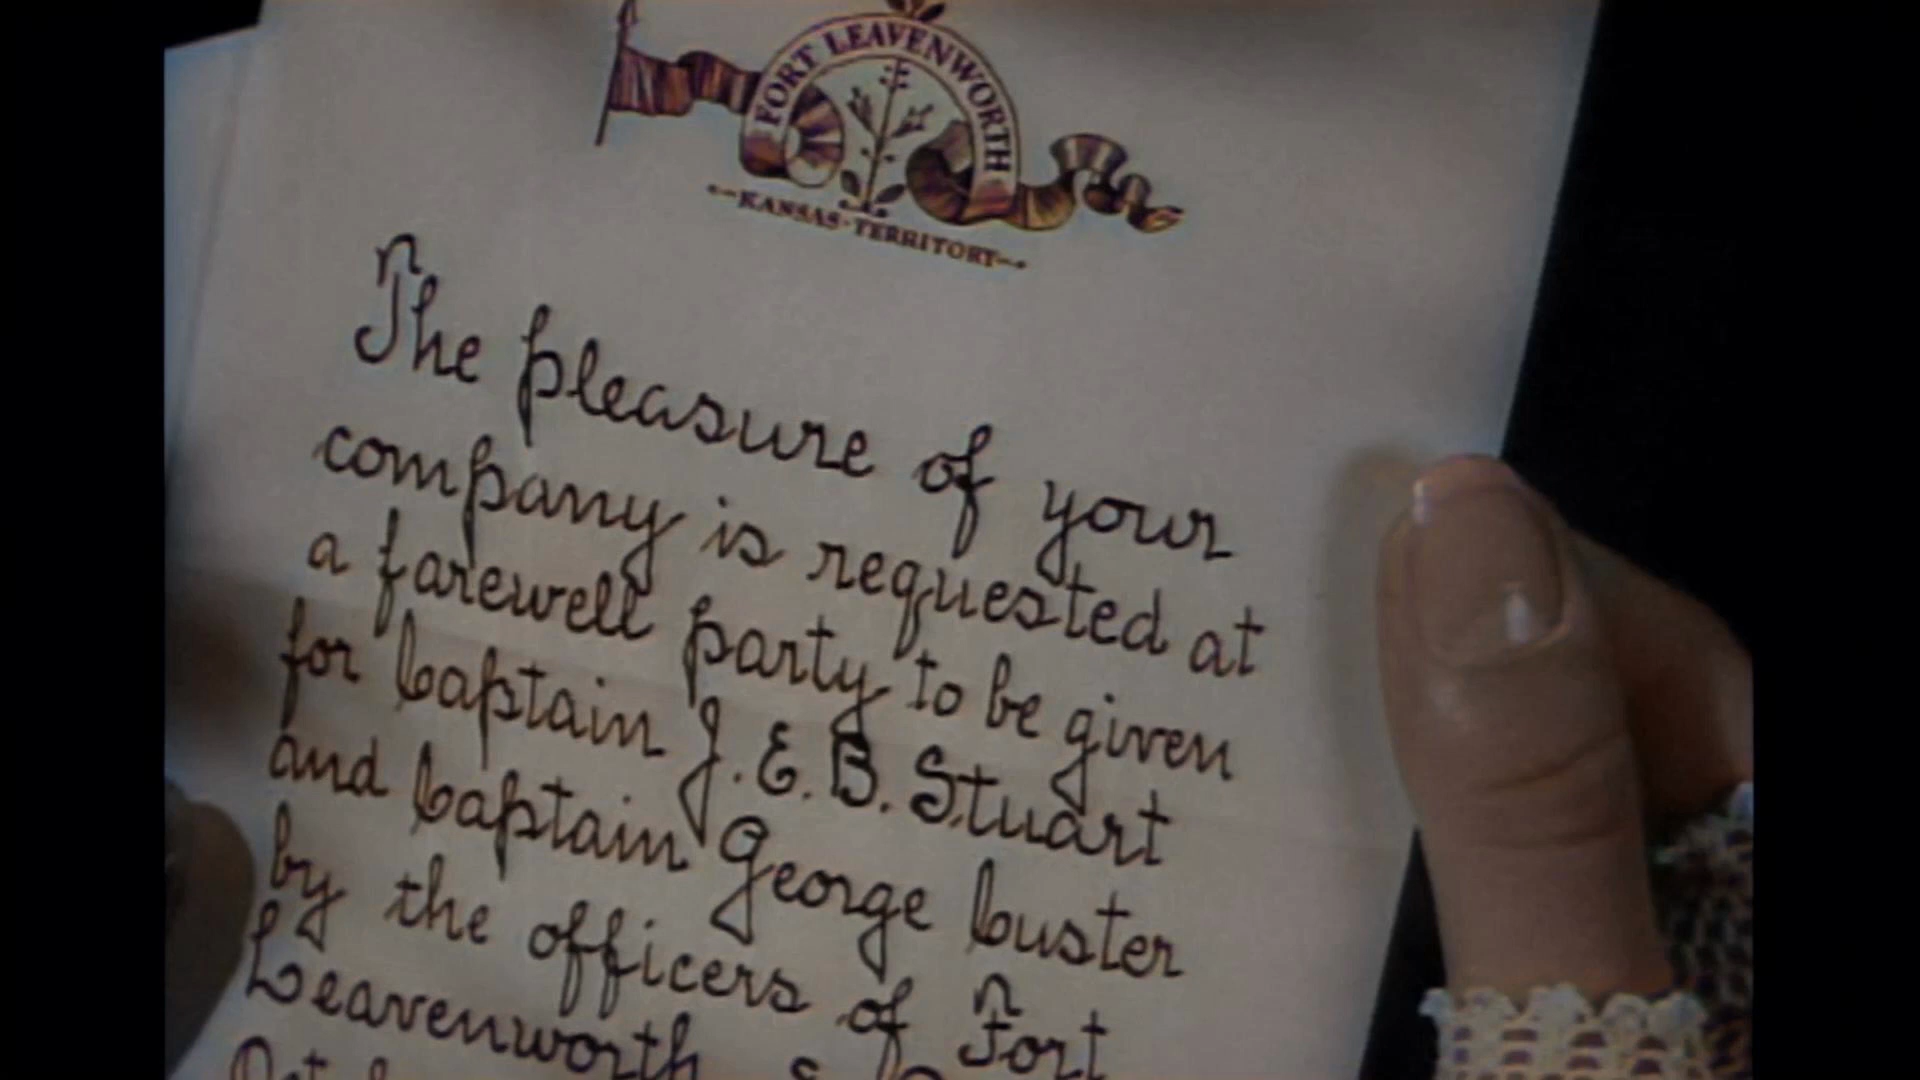 FORT LEAVENWORTH
KANSAS·TERRITORY
The pleasure of your
company is requested at
a farewell party to be given
for Captain J. E. B. Stuart
and Captain George Custer
by the officers of Fort
Leavenworth